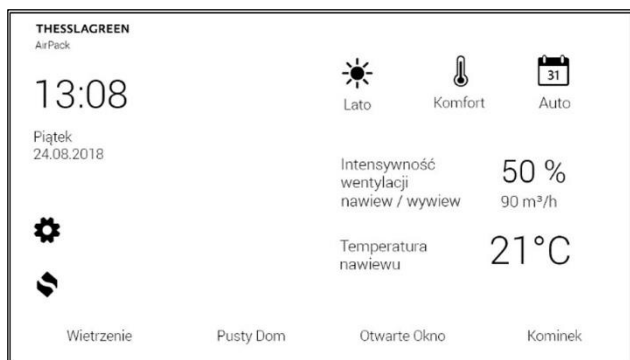 THESSLAGREEN
AirPack
13:08
Piątek
24.08.2018
Lato
Komfort
31
Auto
Intensywność
wentylacji
nawiew / wywiew
50 %
90 m³/h
Temperatura
nawiewu
21°C
Wietrzenie
Pusty Dom
Otwarte Okno
Kominek